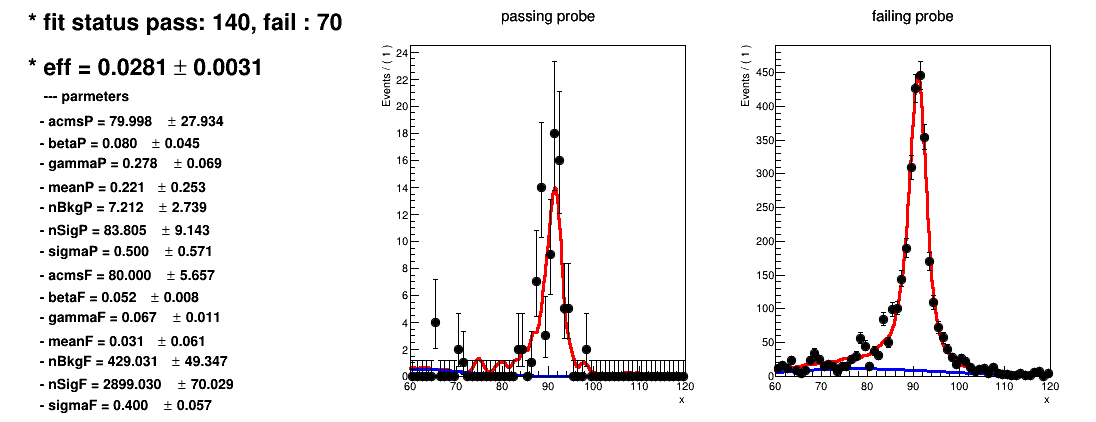 * fit status pass: 140, fail : 70
* eff = 0.0281 ± 0.0031
--- parmeters
- acmsP = 79.998 ± 27.934
- betaP = 0.080 ± 0.045
- gammaP = 0.278 ± 0.069
- meanP = 0.221 ± 0.253
- nBkgP = 7.212 ± 2.739
- nSigP = 83.805 ± 9.143
- sigmaP = 0.500 ± 0.571
- acmsF = 80.000 ± 5.657
- betaF = 0.052 ± 0.008
- gammaF = 0.067 ± 0.011
- meanF = 0.031 ± 0.061
- nBkgF = 429.031 ± 49.347
- nSigF = 2899.030 ± 70.029
- sigmaF = 0.400 ± 0.057
passing probe
Events / ( 1 )
24
22
20
18
16
14
12
10
8
6
4
2
0
60 70 80 90 100 110 120
x
failing probe
Events / ( 1 )
450
400
350
300
250
200
150
100
50
0
60 70 80 90 100 110 120
x